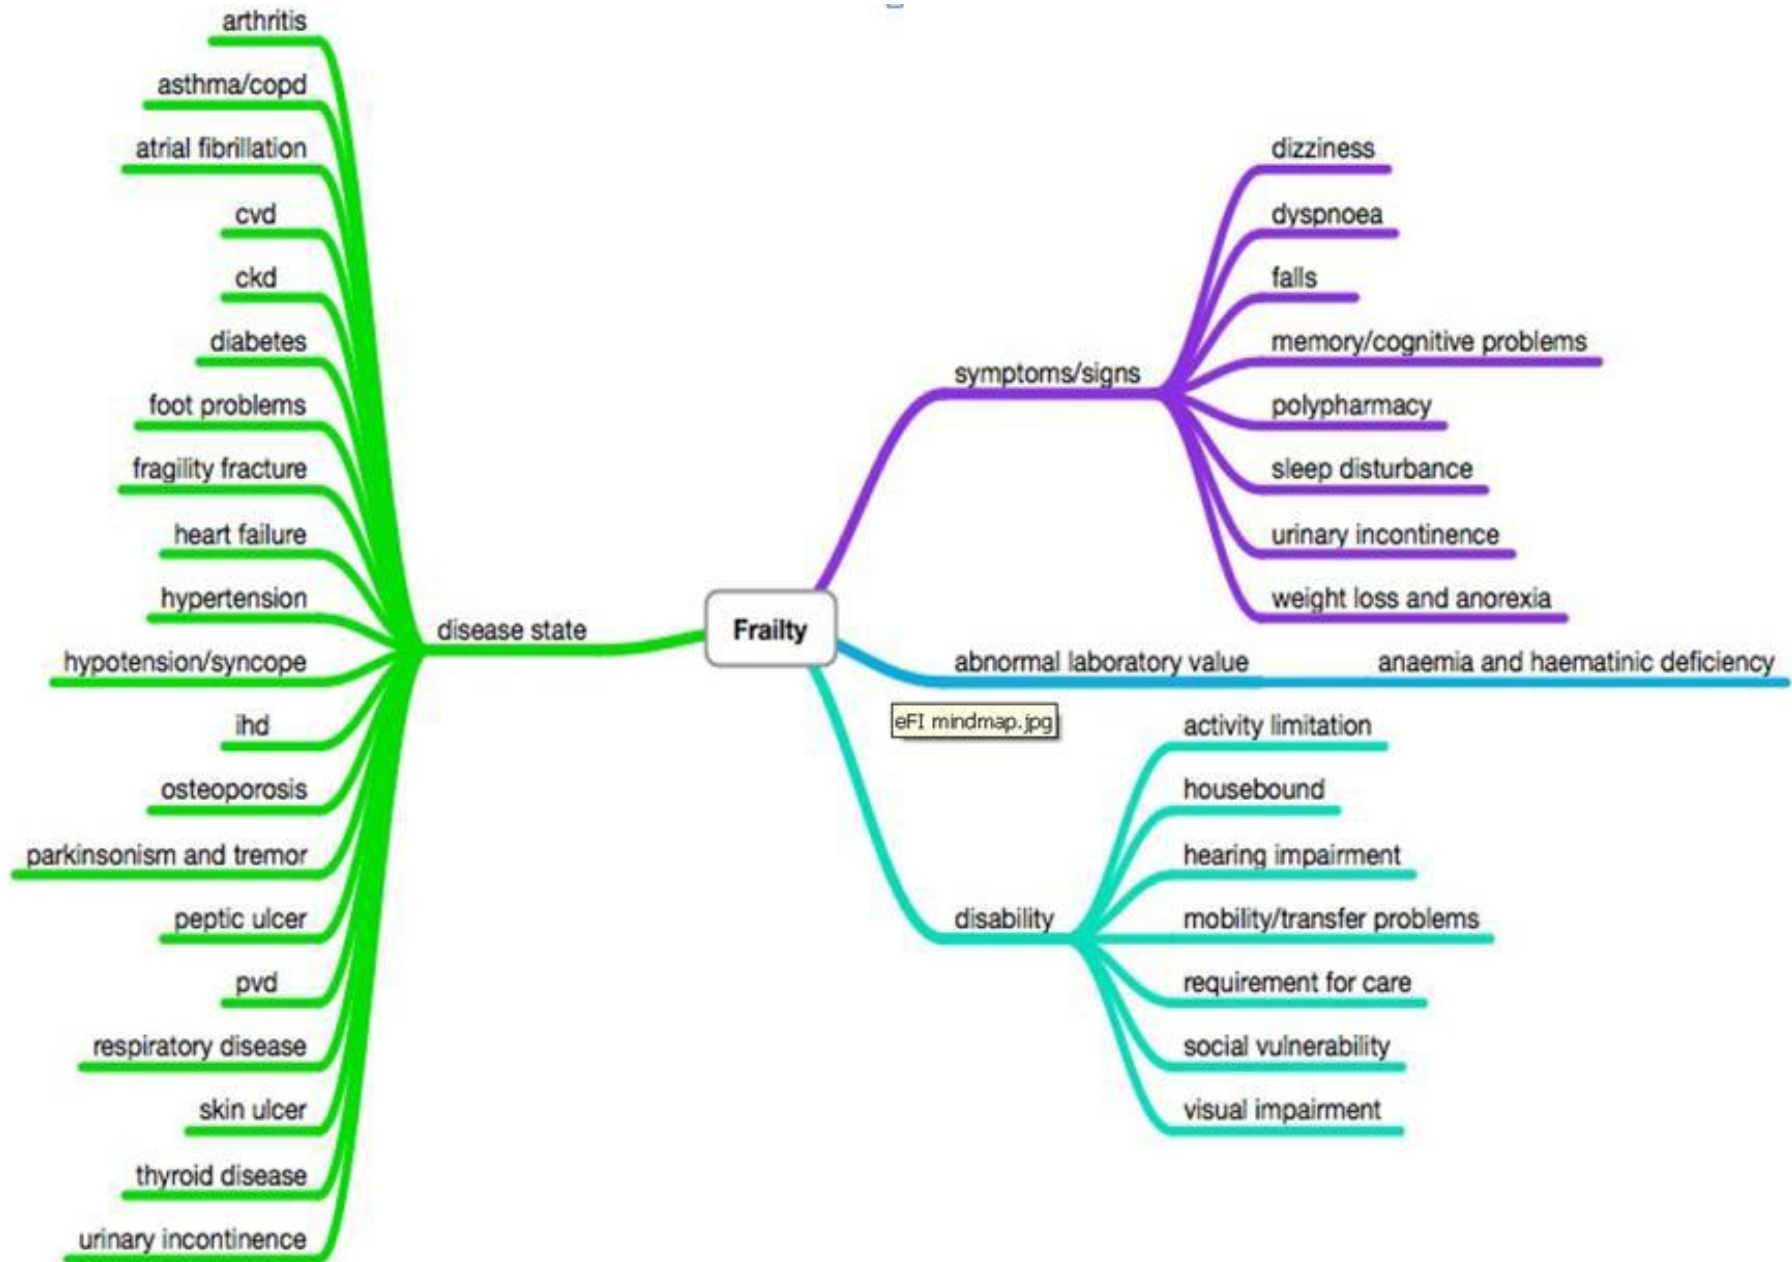 arthritis
asthma/copd
atrial fibrillation
cvd
ckd
diabetes
foot problems
fragility fracture
heart failure
hypertension
hypotension/syncope
ihd
osteoporosis
parkinsonism and tremor
peptic ulcer
pvd
respiratory disease
skin ulcer
thyroid disease
urinary incontinence
disease state
Frailty
symptoms/signs
dizziness
dyspnoea
falls
memory/cognitive problems
polypharmacy
sleep disturbance
urinary incontinence
weight loss and anorexia
abnormal laboratory value
anaemia and haematinic deficiency
eFI mindmap.jpg
disability
activity limitation
housebound
hearing impairment
mobility/transfer problems
requirement for care
social vulnerability
visual impairment